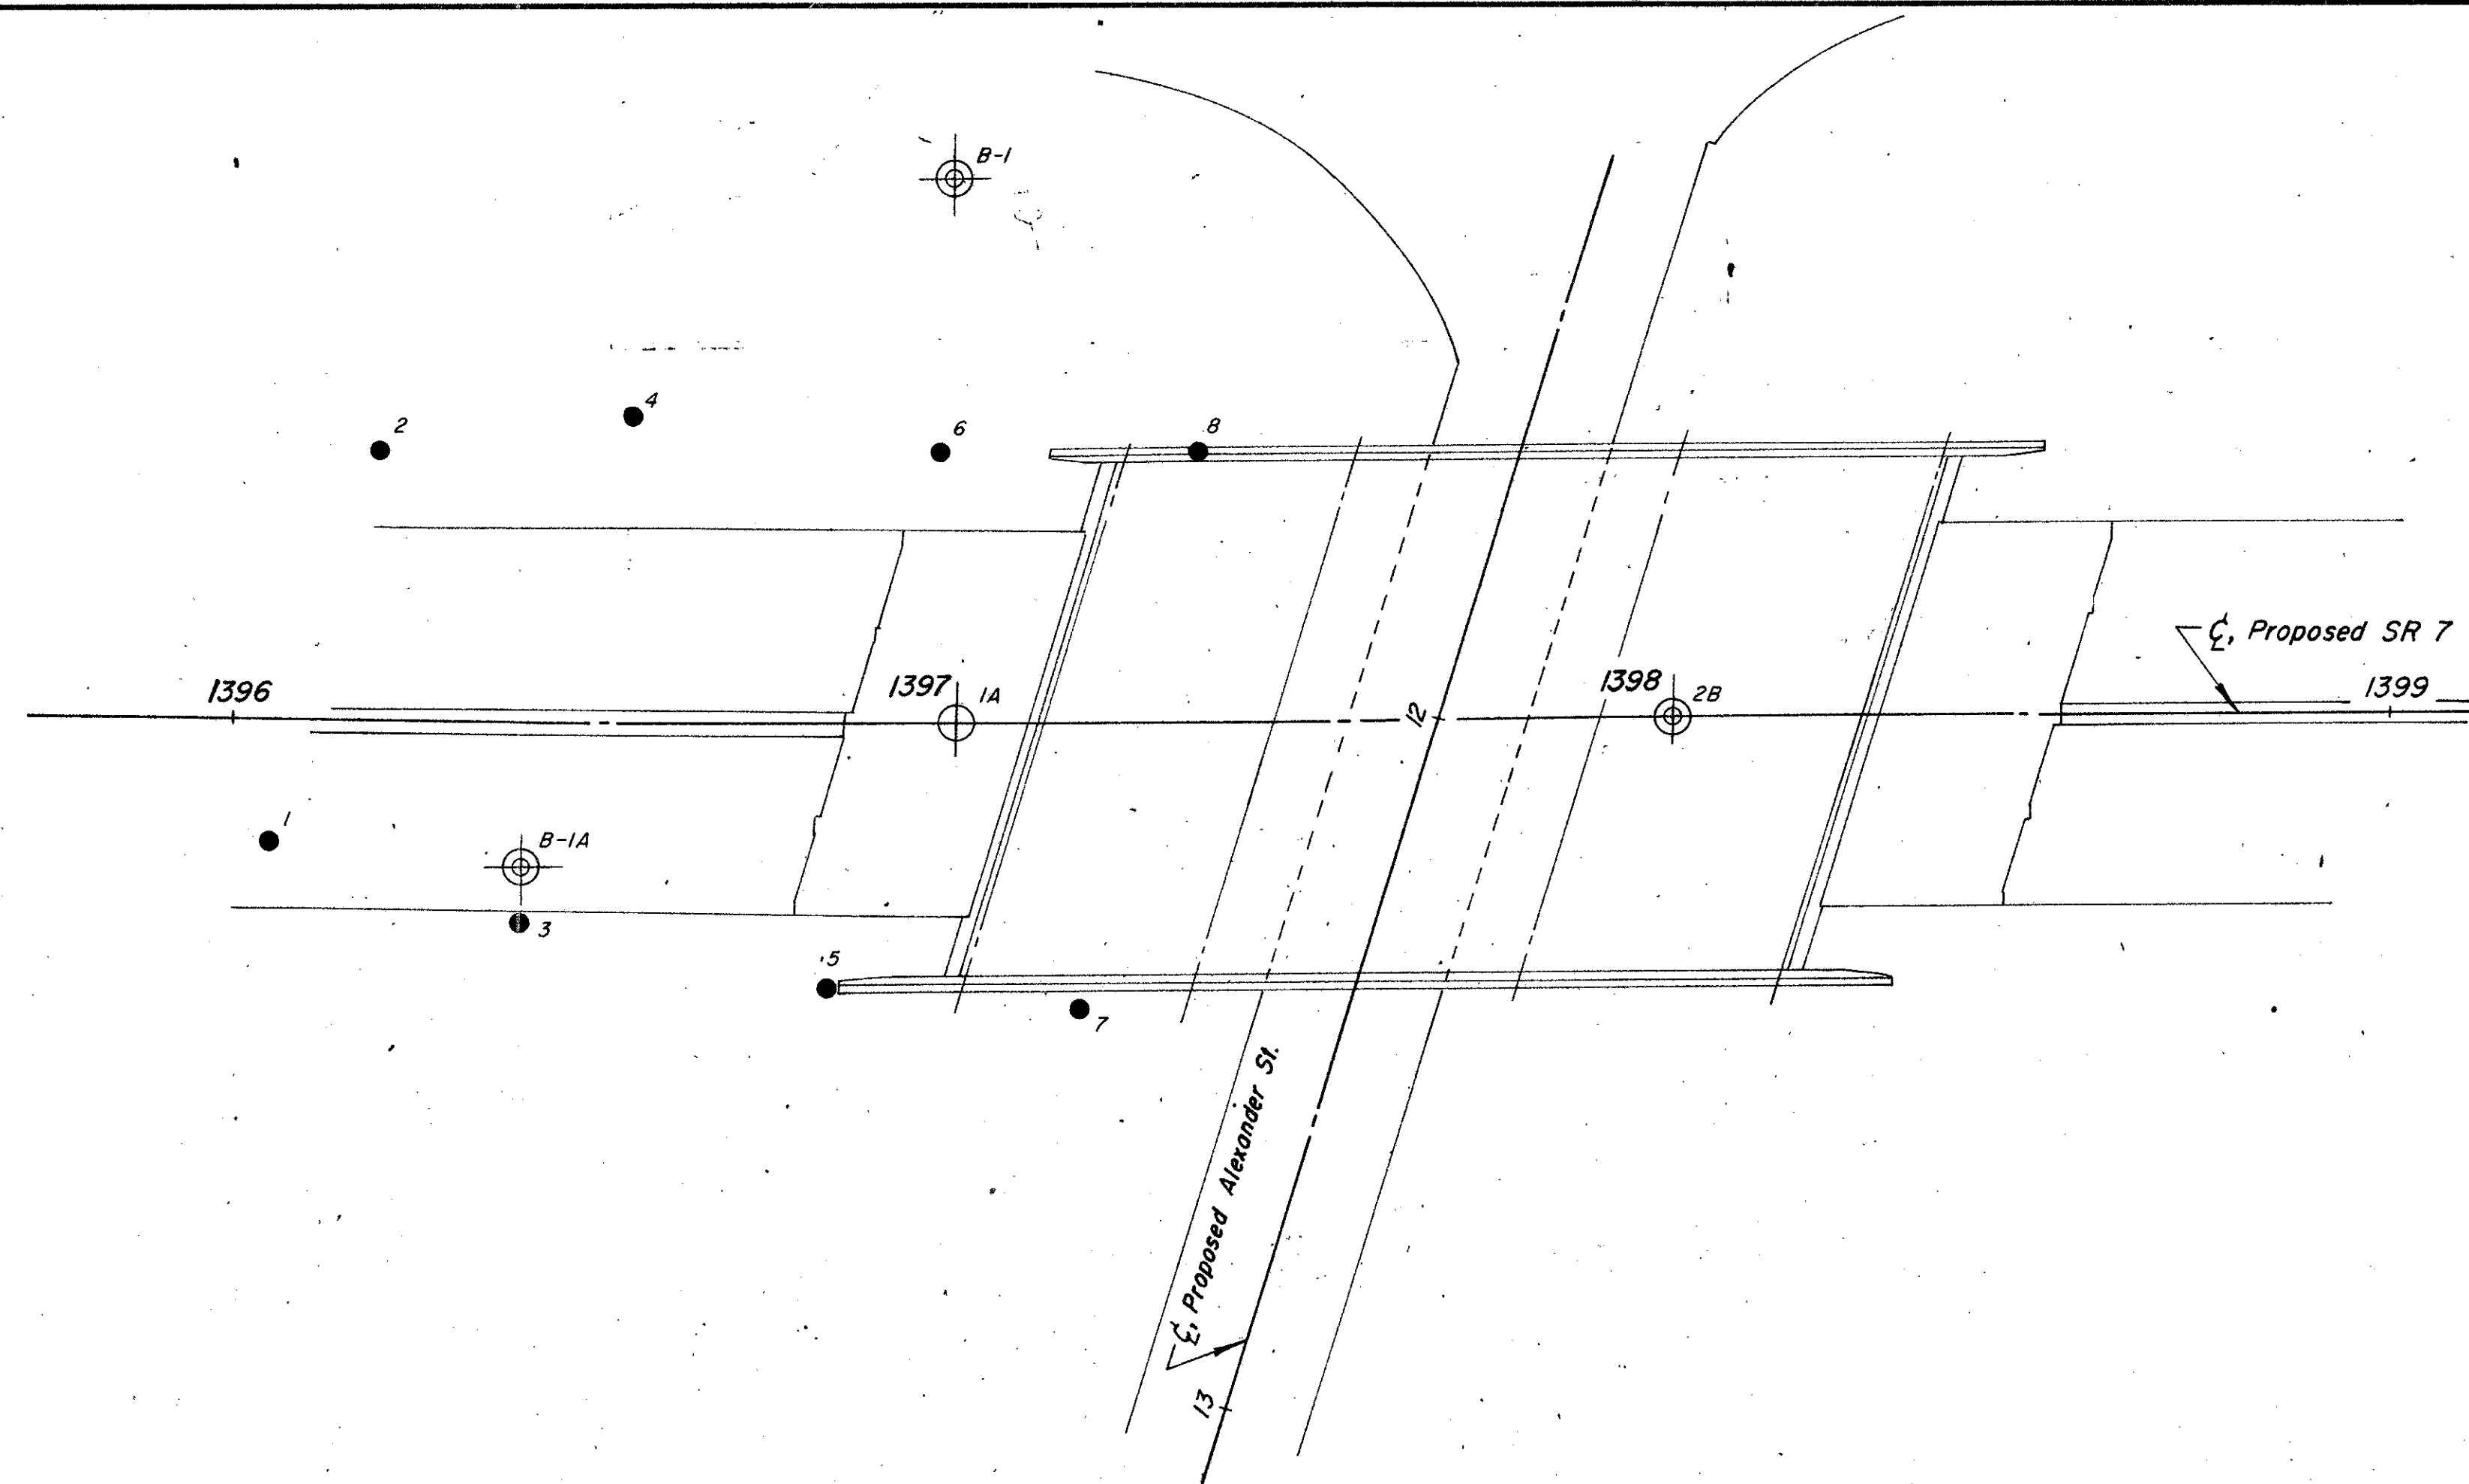 B-1
2
4
6
8
℄, Proposed SR 7
1396
1397
1A
1398
2B
1399
12
1
B-1A
3
5
7
℄, Proposed Alexander St.
13